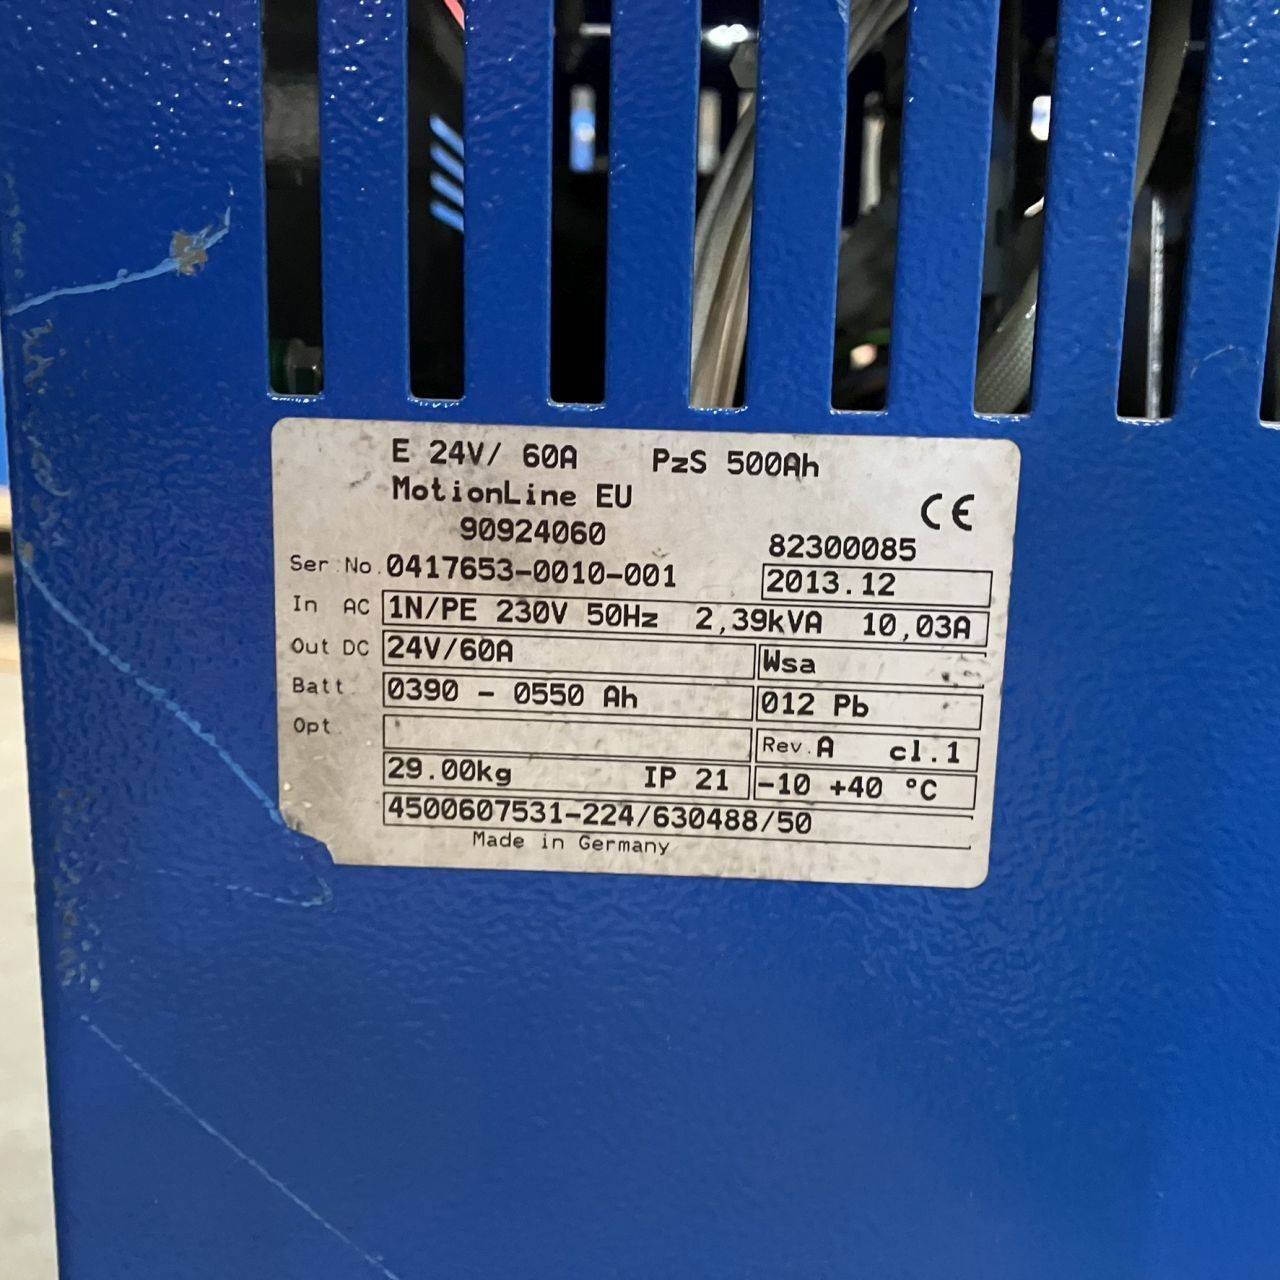 E 24V/ 60A PzS 500Ah
MotionLine EU
CE
90924060
82300085
Ser.No. 0417653-0010-001
2013.12
In AC 1N/PE 230V 50Hz 2,39kVA 10,03A
Out DC 24V/60A Wsa
Batt. 0390 - 0550 Ah 012 Pb
Opt.
Rev.A cl.1
29.00kg IP 21 -10 +40 °C
4500607531-224/630488/50
Made in Germany